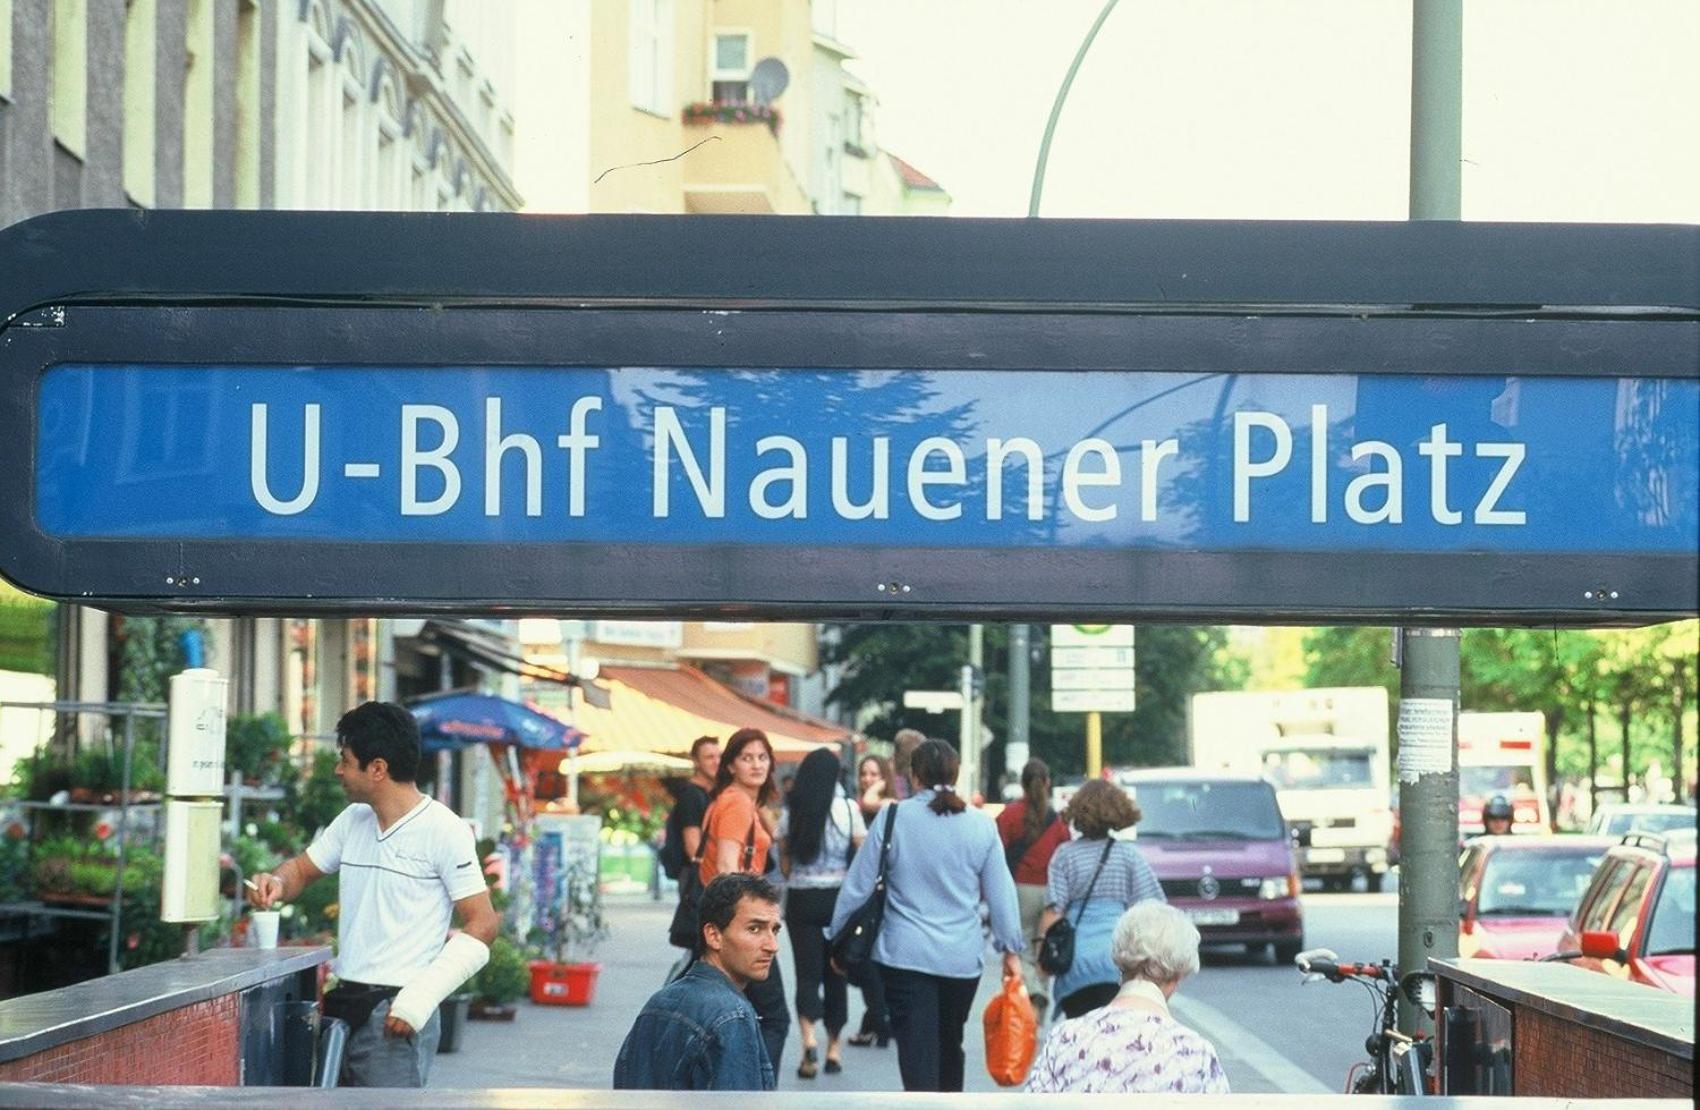 U-Bhf Nauener Platz